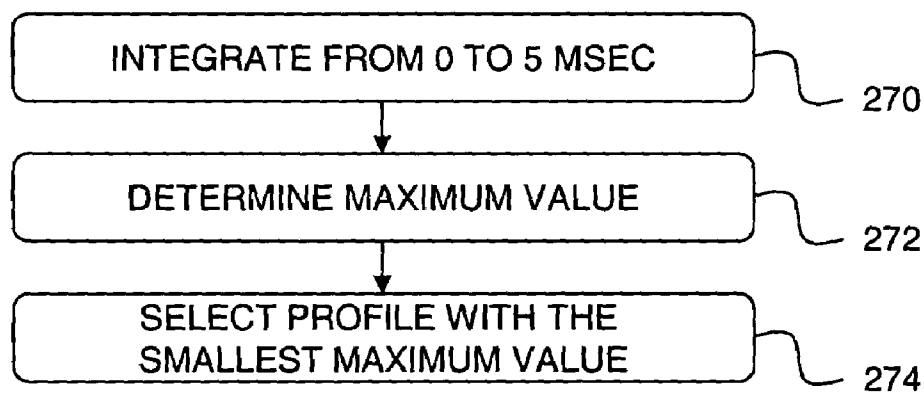 INTEGRATE FROM 0 TO 5 MSEC
270
DETERMINE MAXIMUM VALUE
272
SELECT PROFILE WITH THE
SMALLEST MAXIMUM VALUE
274